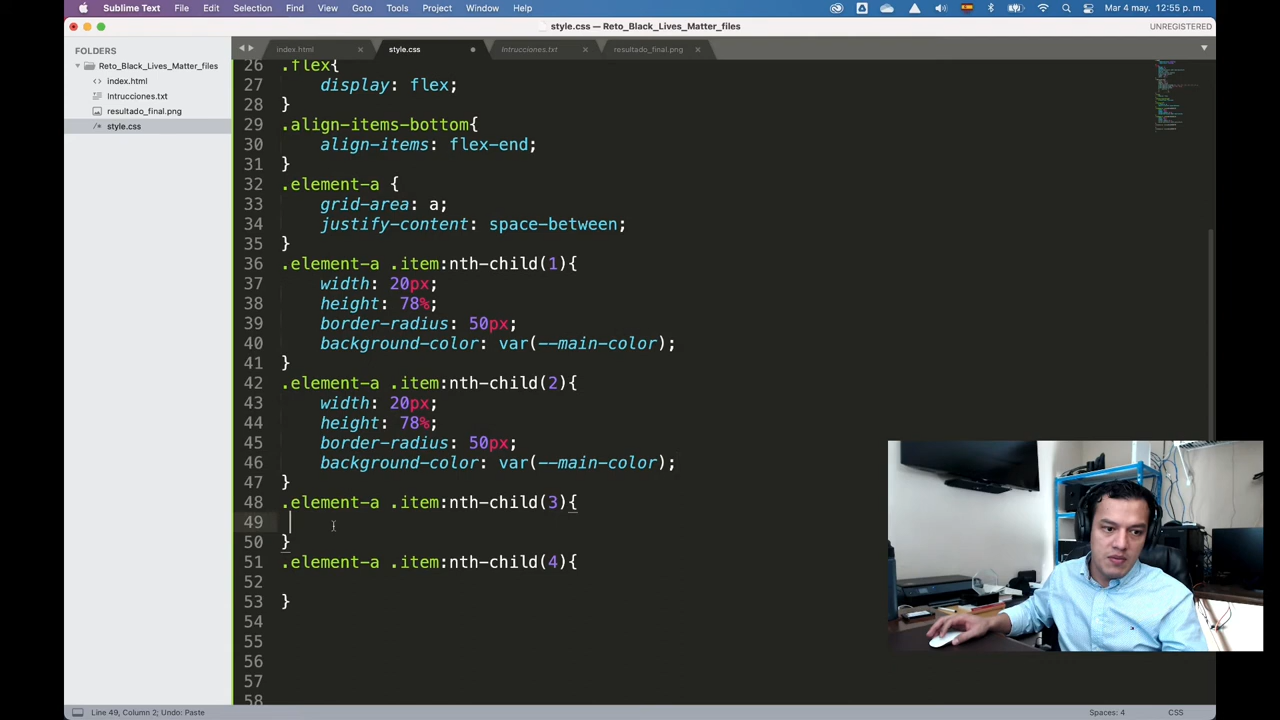 Sublime Text File Edit Selection Find View Goto Tools Project Window Help Mar 4 may. 12:55 p. m.
style.css — Reto_Black_Lives_Matter_files UNREGISTERED
FOLDERS
Reto_Black_Lives_Matter_files
index.html
Intrucciones.txt
resultado_final.png
style.css
index.html style.css Intrucciones.txt resultado_final.png
26 .flex{
27 display: flex;
28 }
29 .align-items-bottom{
30 align-items: flex-end;
31 }
32 .element-a {
33 grid-area: a;
34 justify-content: space-between;
35 }
36 .element-a .item:nth-child(1){
37 width: 20px;
38 height: 78%;
39 border-radius: 50px;
40 background-color: var(--main-color);
41 }
42 .element-a .item:nth-child(2){
43 width: 20px;
44 height: 78%;
45 border-radius: 50px;
46 background-color: var(--main-color);
47 }
48 .element-a .item:nth-child(3){
49
50 }
51 .element-a .item:nth-child(4){
52
53 }
54
55
56
57
58
Line 49, Column 2; Undo: Paste Spaces: 4 CSS